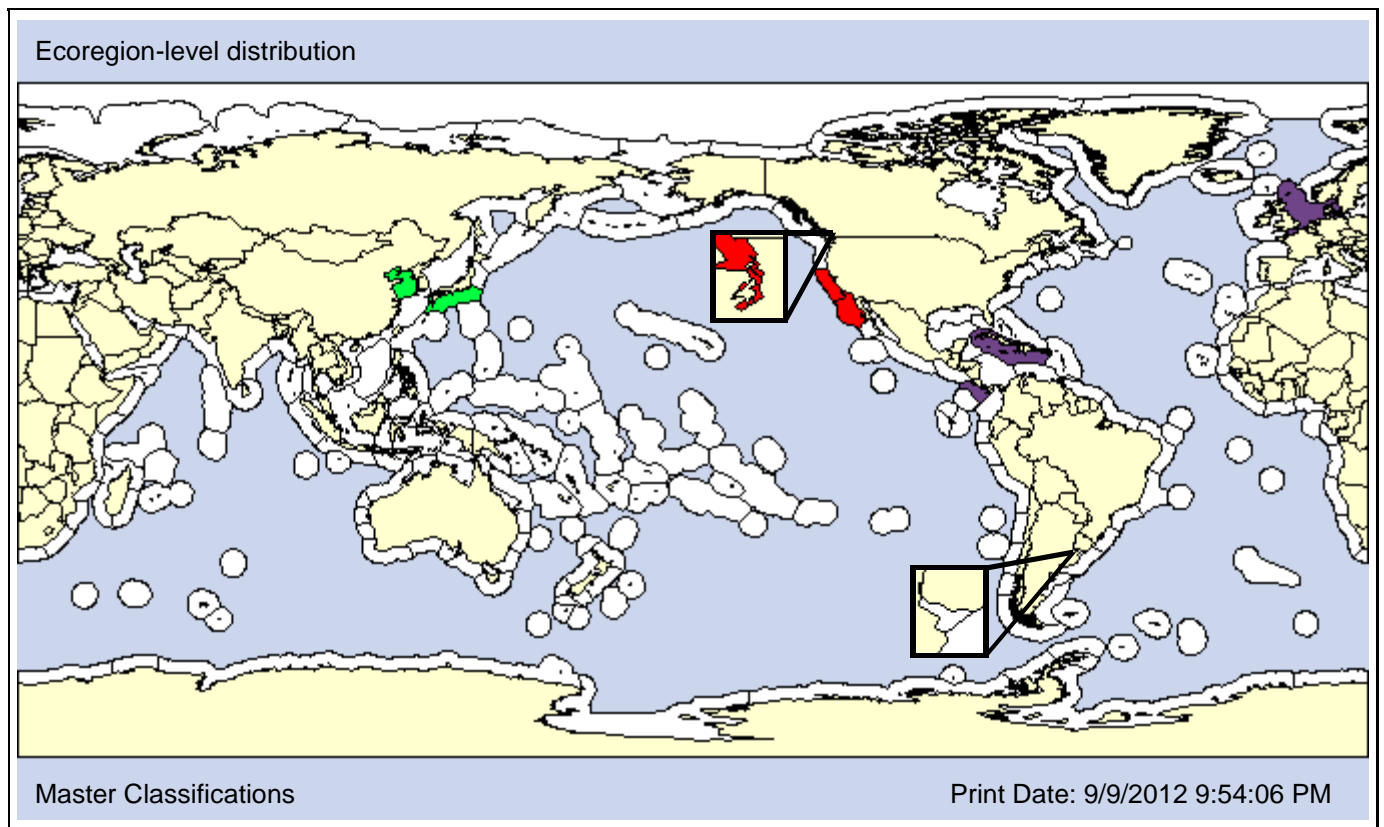 Ecoregion-level distribution
Master Classifications
Print Date: 9/9/2012 9:54:06 PM